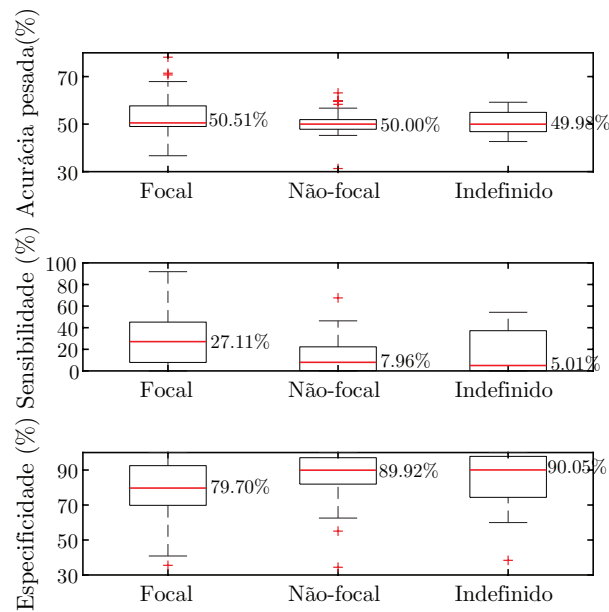 Acurácia pesada(%)
70
50
30
50.51%
50.00%
49.98%
Focal
Não-focal
Indefinido
Sensibilidade (%)
100
80
60
40
20
0
27.11%
7.96%
5.01%
Focal
Não-focal
Indefinido
Especificidade (%)
90
70
50
30
79.70%
89.92%
90.05%
Focal
Não-focal
Indefinido